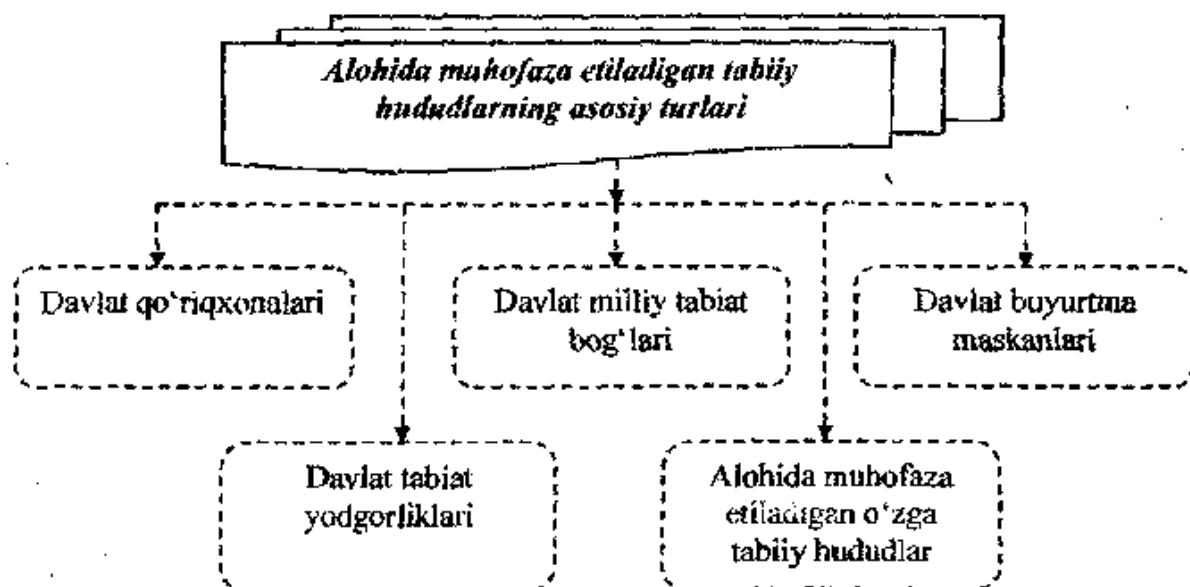 Alohida muhofaza etiladigan tabiiy
hududlarning asosiy turlari
Davlat qo‘riqxonalari
Davlat milliy tabiat
bog‘lari
Davlat buyurtma
maskanlari
Davlat tabiat
yodgorliklari
Alohida muhofaza
etiladigan o‘zga
tabiiy hududlar